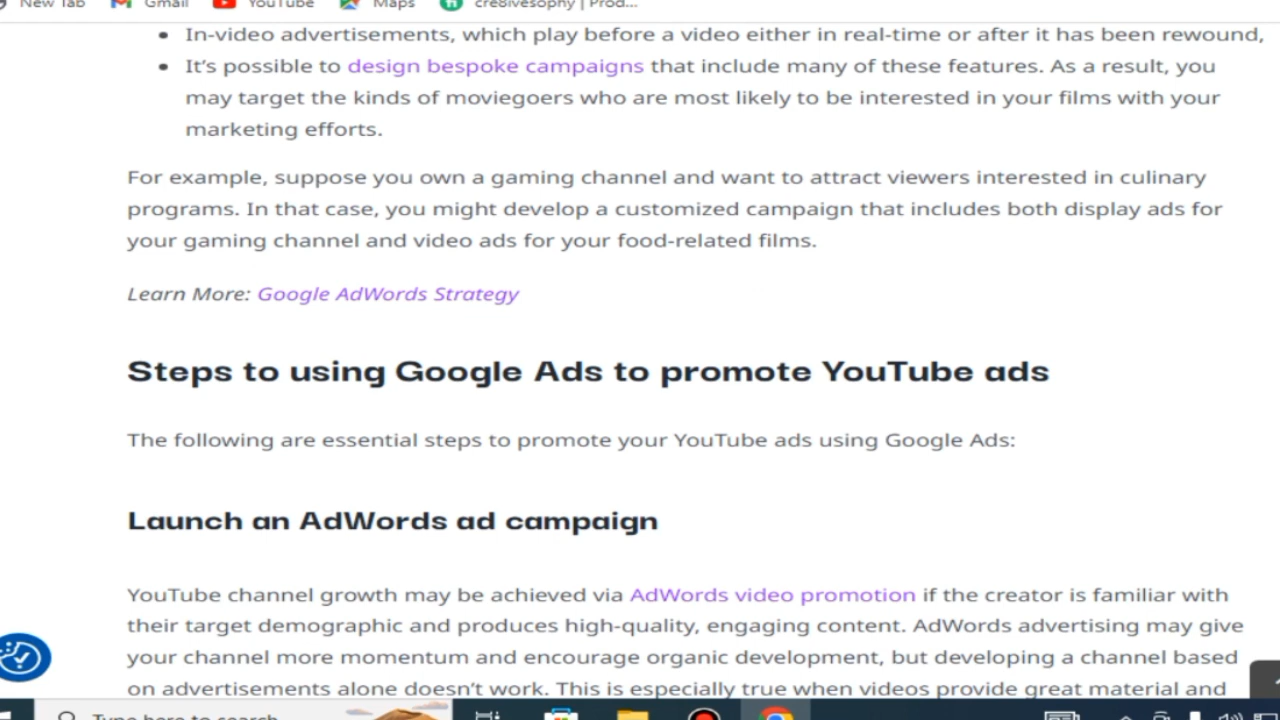 New Tab Gmail YouTube Maps cre8ivesophy | Prod...
• In-video advertisements, which play before a video either in real-time or after it has been rewound,
• It's possible to design bespoke campaigns that include many of these features. As a result, you
may target the kinds of moviegoers who are most likely to be interested in your films with your
marketing efforts.
For example, suppose you own a gaming channel and want to attract viewers interested in culinary
programs. In that case, you might develop a customized campaign that includes both display ads for
your gaming channel and video ads for your food-related films.
Learn More: Google AdWords Strategy
Steps to using Google Ads to promote YouTube ads
The following are essential steps to promote your YouTube ads using Google Ads:
Launch an AdWords ad campaign
YouTube channel growth may be achieved via AdWords video promotion if the creator is familiar with
their target demographic and produces high-quality, engaging content. AdWords advertising may give
your channel more momentum and encourage organic development, but developing a channel based
on advertisements alone doesn't work. This is especially true when videos provide great material and
Type here to search